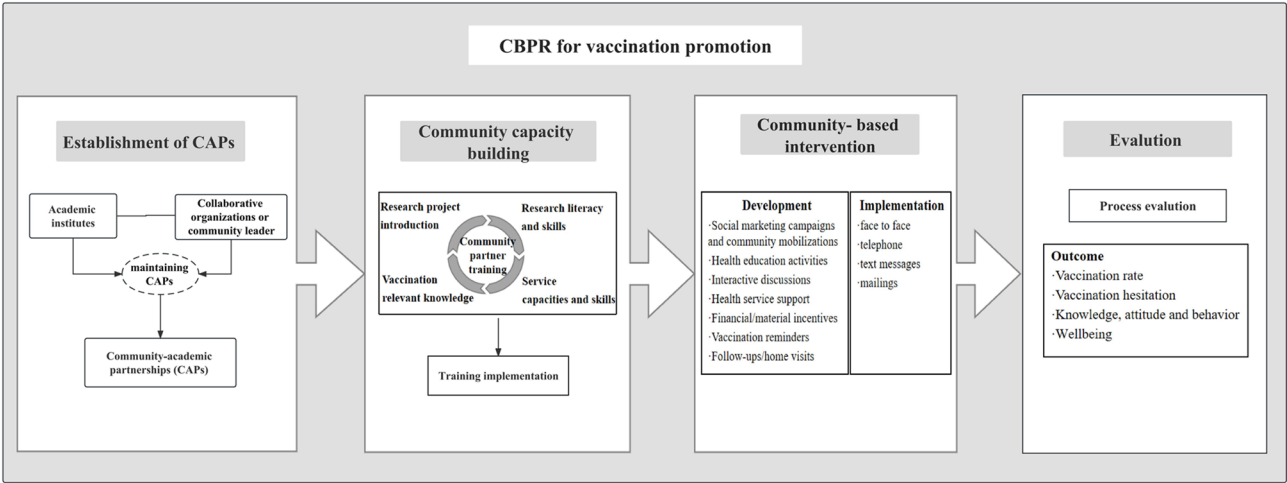 CBPR for vaccination promotion
Establishment of CAPs
Academic
institutes
Collaborative
organizations or
community leader
maintaining
CAPs
Community-academic
partnerships (CAPs)
Community capacity
building
Research project
introduction
Research literacy
and skills
Community
partner
training
Vaccination
relevant knowledge
Service
capacities and skills
Training implementation
Community- based
intervention
Development
·Social marketing campaigns
and community mobilizations
·Health education activities
·Interactive discussions
·Health service support
·Financial/material incentives
·Vaccination reminders
·Follow-ups/home visits
Implementation
·face to face
·telephone
·text messages
·mailings
Evalution
Process evaluation
Outcome
·Vaccination rate
·Vaccination hesitation
·Knowledge, attitude and behavior
·Wellbeing